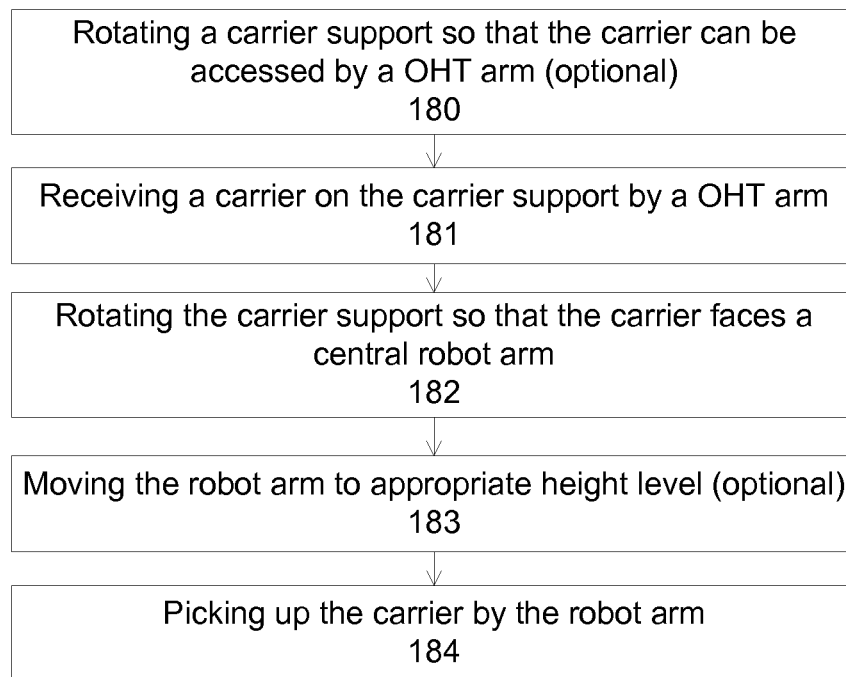 Rotating a carrier support so that the carrier can be
accessed by a OHT arm (optional)
180
Receiving a carrier on the carrier support by a OHT arm
181
Rotating the carrier support so that the carrier faces a
central robot arm
182
Moving the robot arm to appropriate height level (optional)
183
Picking up the carrier by the robot arm
184